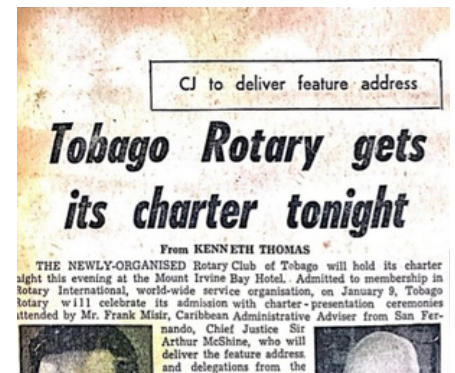 CJ to deliver feature address
Tobago Rotary gets
its charter tonight
From KENNETH THOMAS
THE NEWLY-ORGANISED Rotary Club of Tobago will hold its charter
night this evening at the Mount Irvine Bay Hotel. Admitted to membership in
Rotary International, world-wide service organisation, on January 9, Tobago
Rotary will celebrate its admission with charter-presentation ceremonies
attended by Mr. Frank Misir, Caribbean Administrative Adviser from San Fer-
nando, Chief Justice Sir
Arthur McShine, who will
deliver the feature address,
and delegations from the